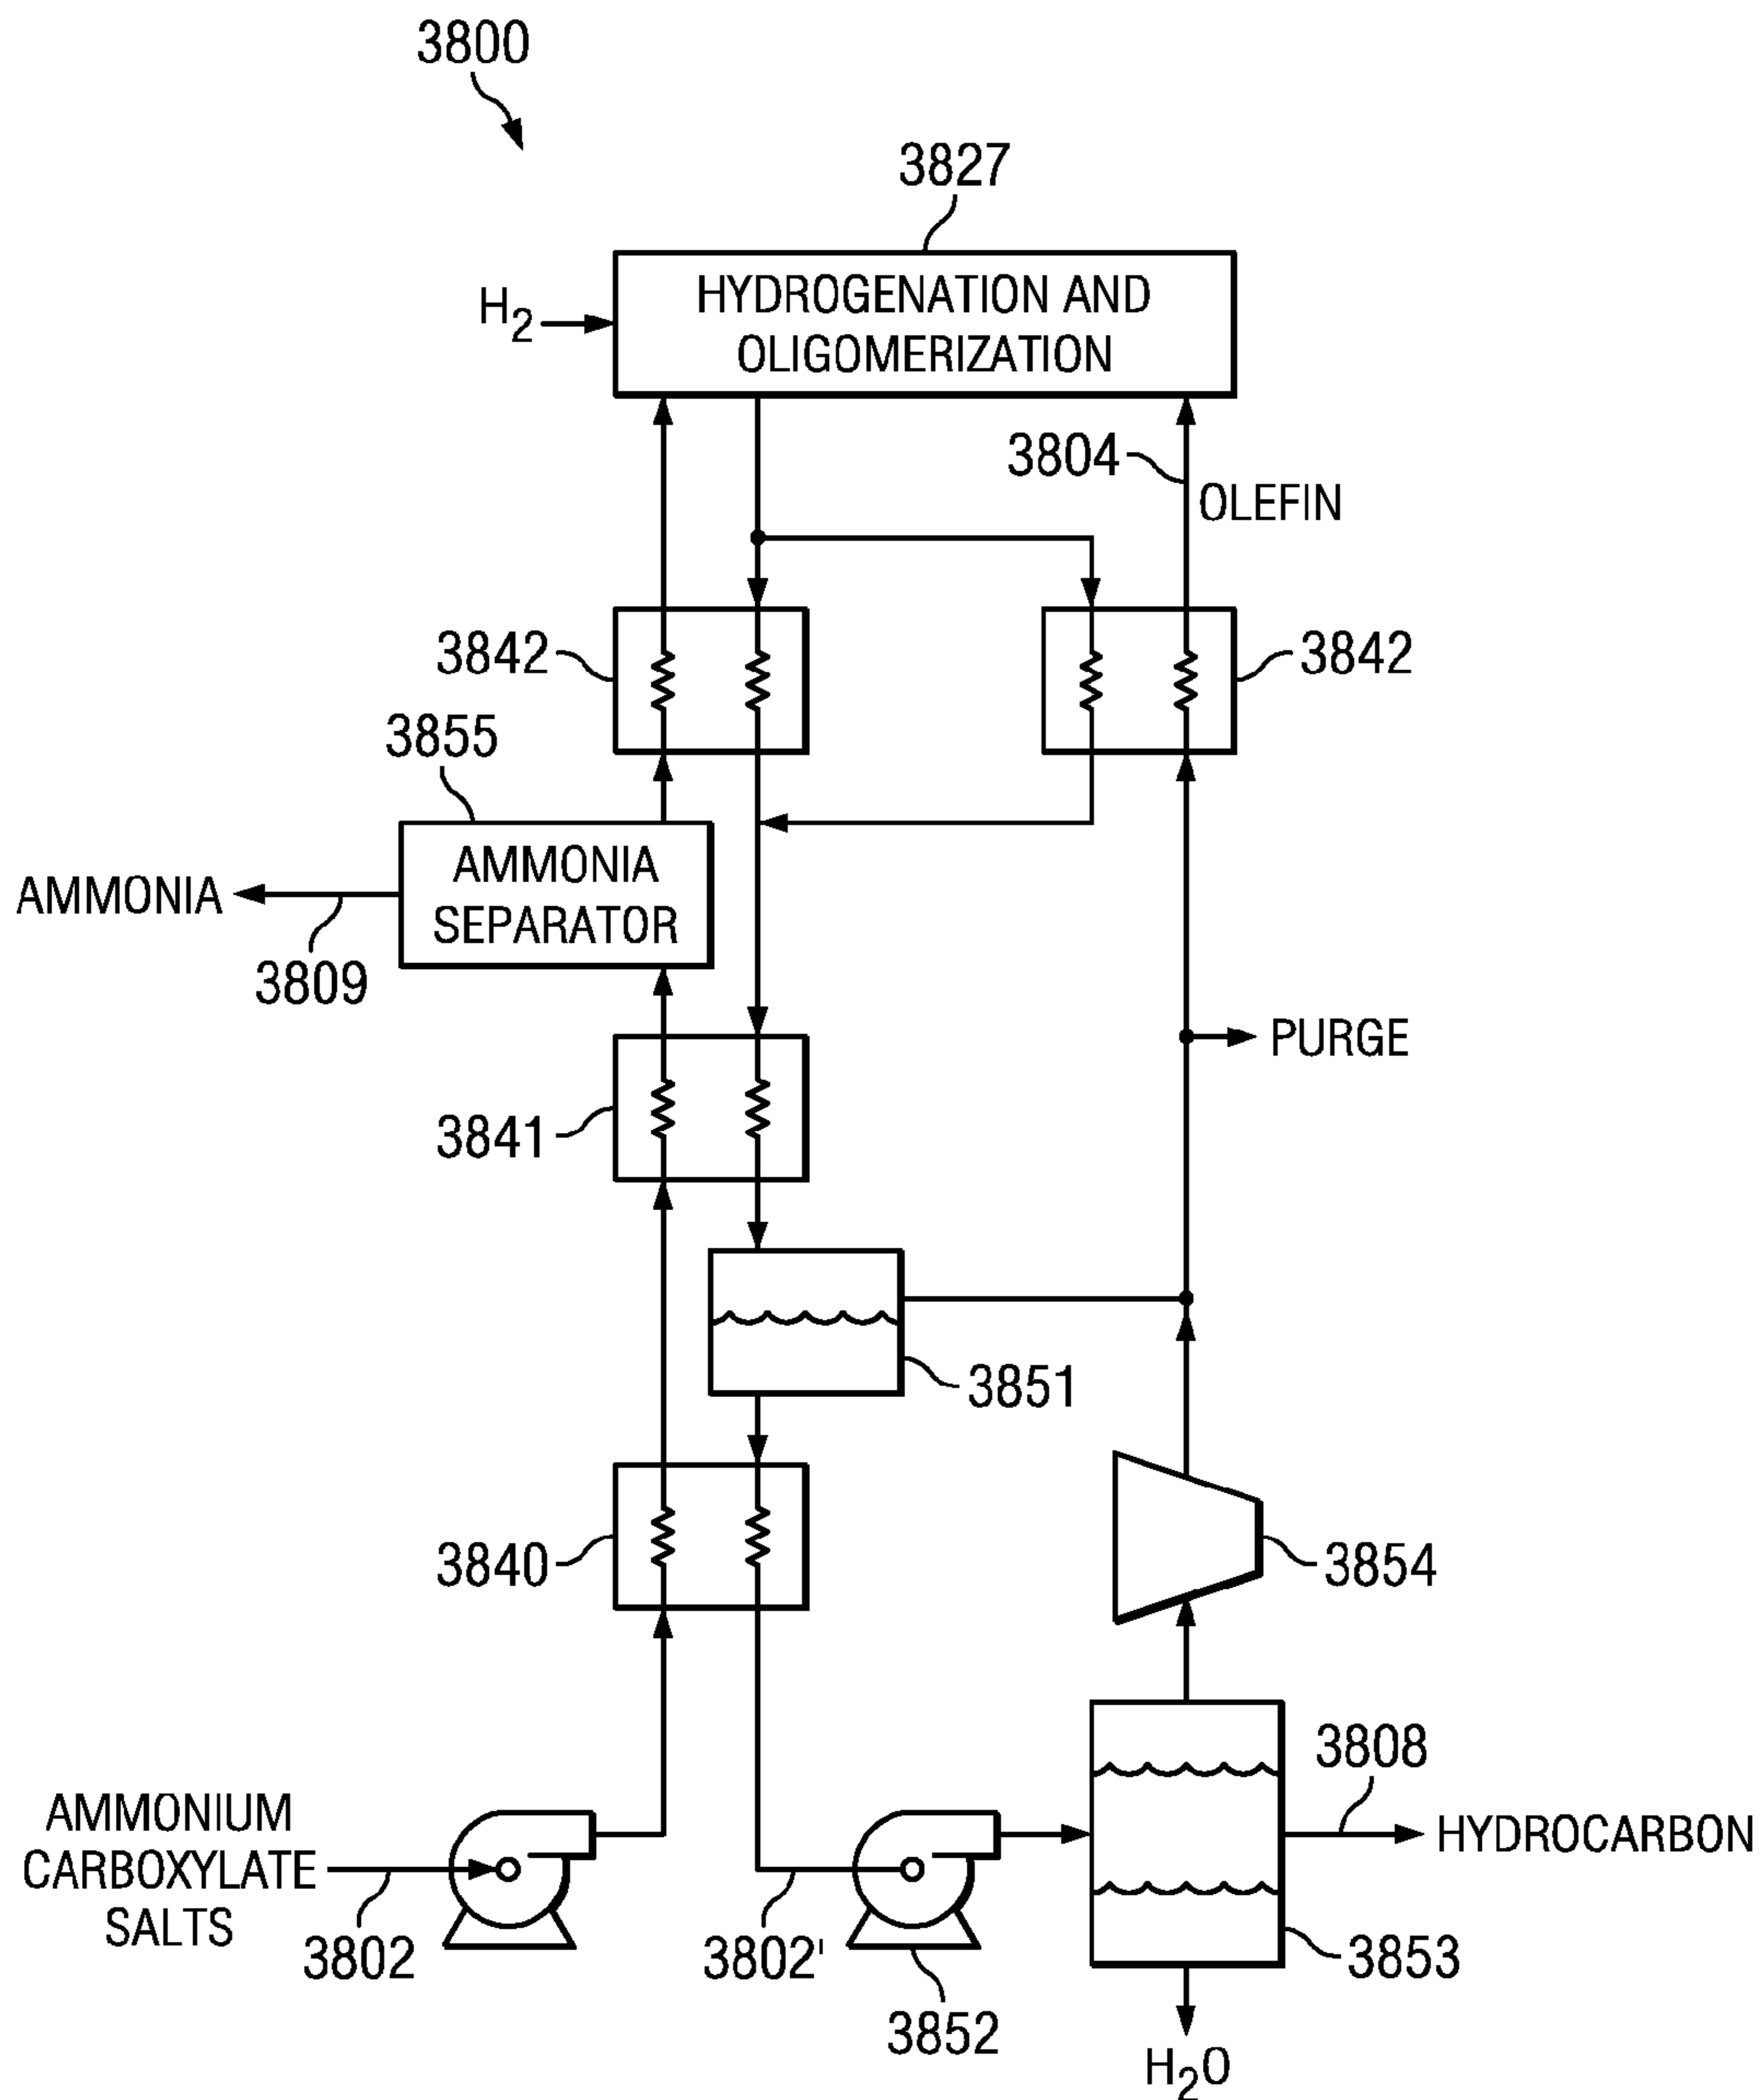 3800
3827
HYDROGENATION AND
OLIGOMERIZATION
H2
3804
OLEFIN
3842
3842
3855
AMMONIA
SEPARATOR
AMMONIA
3809
PURGE
3841
3851
3840
3854
3808
AMMONIUM
CARBOXYLATE
SALTS
HYDROCARBON
3802
3802'
3853
3852
H2O